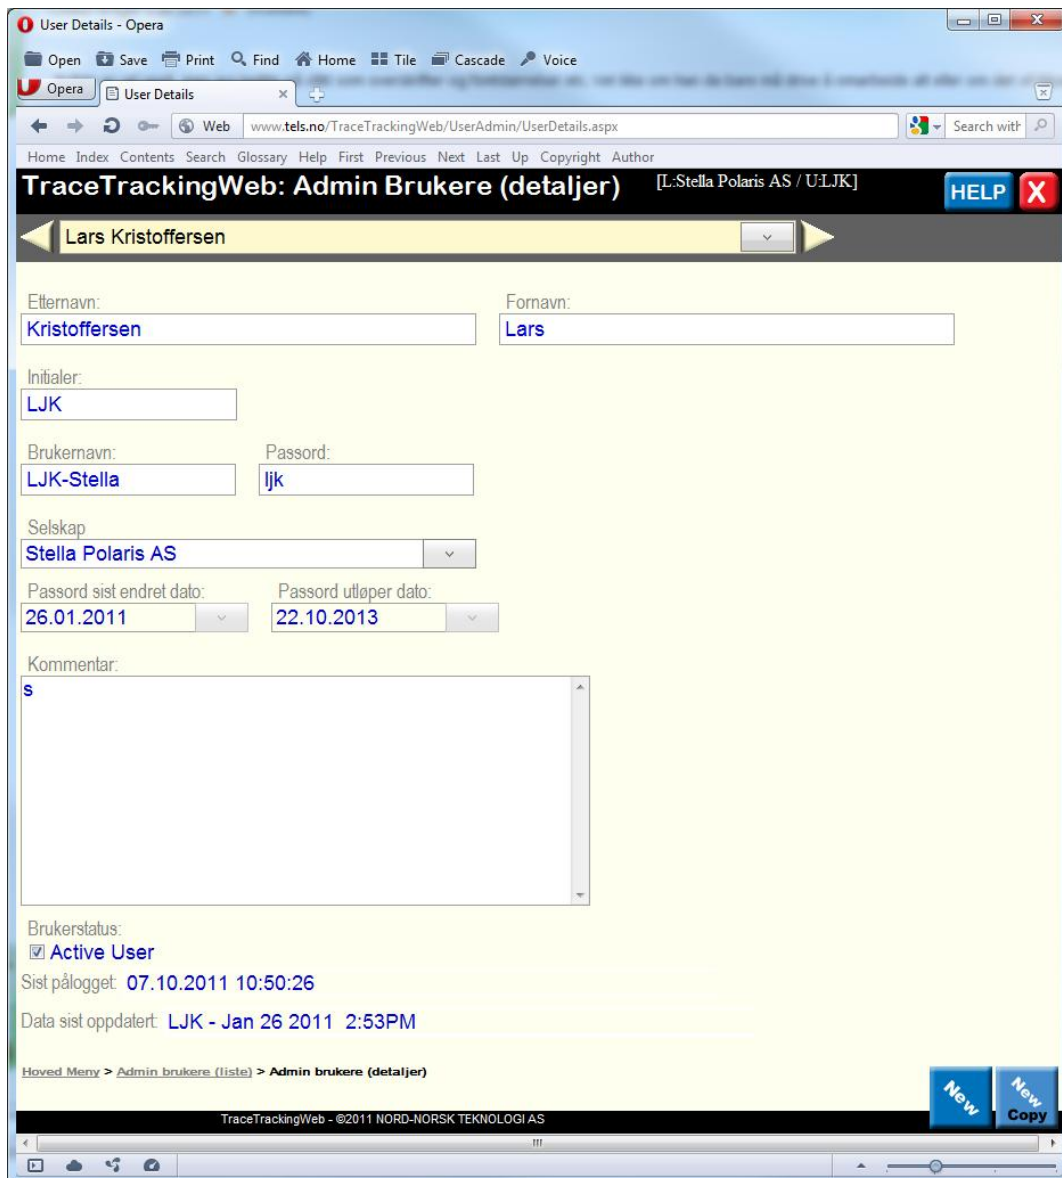 User Details - Opera
Open Save Print Find Home Tile Cascade Voice
Opera User Details
Web www.tels.no/TraceTrackingWeb/UserAdmin/UserDetails.aspx Search with
Home Index Contents Search Glossary Help First Previous Next Last Up Copyright Author
TraceTrackingWeb: Admin Brukere (detaljer) [L:Stella Polaris AS / U:LJK] HELP X
Lars Kristoffersen
Etternavn: Fornavn:
Kristoffersen Lars
Initialer:
LJK
Brukernavn: Passord:
LJK-Stella ljk
Selskap
Stella Polaris AS
Passord sist endret dato: Passord utløper dato:
26.01.2011 22.10.2013
Kommentar:
s
Brukerstatus:
Active User
Sist pålogget: 07.10.2011 10:50:26
Data sist oppdatert: LJK - Jan 26 2011 2:53PM
Hoved Meny > Admin brukere (liste) > Admin brukere (detaljer)
New New Copy
TraceTrackingWeb - ©2011 NORD-NORSK TEKNOLOGI AS